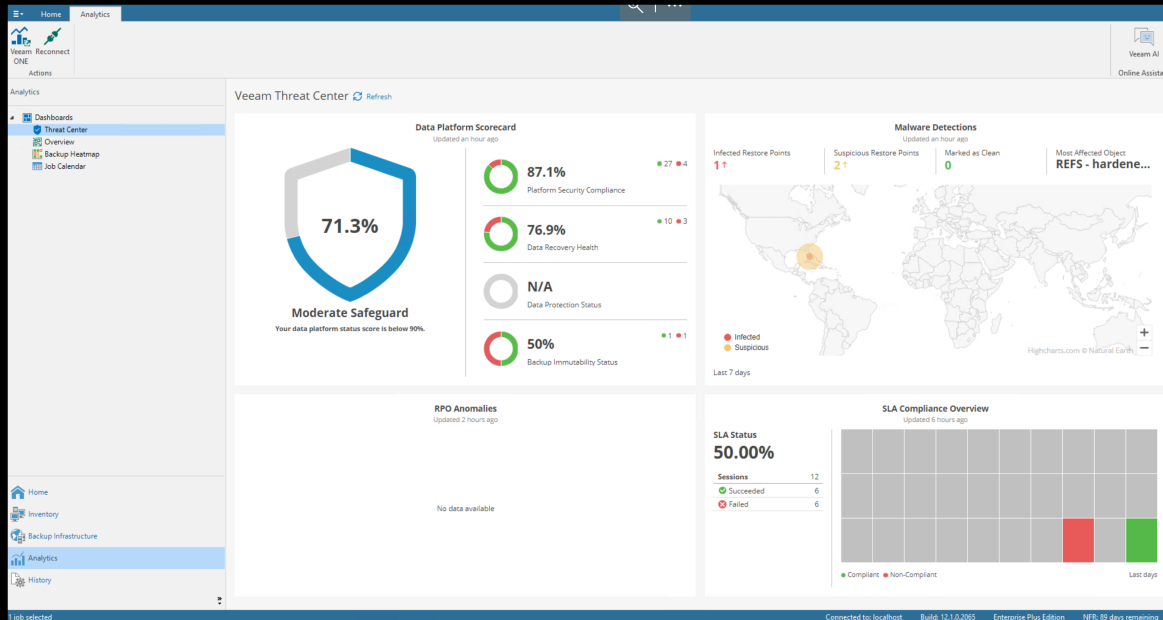 Home Analytics
Veeam ONE Reconnect
Veeam AI
Actions
Online Assista
Analytics
Dashboards
Threat Center
Overview
Backup Heatmap
Job Calendar
Home
Inventory
Backup Infrastructure
Analytics
History
Veeam Threat Center Refresh
Data Platform Scorecard
Updated an hour ago
71.3%
Moderate Safeguard
Your data platform status score is below 90%.
87.1% 27 4
Platform Security Compliance
76.9% 10 3
Data Recovery Health
N/A
Data Protection Status
50% 1 1
Backup Immutability Status
Malware Detections
Updated an hour ago
Infected Restore Points
1↑
Suspicious Restore Points
2↑
Marked as Clean
0
Most Affected Object
REFS - hardene...
Infected
Suspicious
+
−
Highcharts.com © Natural Earth
Last 7 days
RPO Anomalies
Updated 2 hours ago
No data available
SLA Compliance Overview
Updated 6 hours ago
SLA Status
50.00%
Sessions 12
Succeeded 6
Failed 6
Compliant Non-Compliant Last days
1 job selected
Connected to: localhost Build: 12.1.0.2065 Enterprise Plus Edition NFR: 89 days remaining